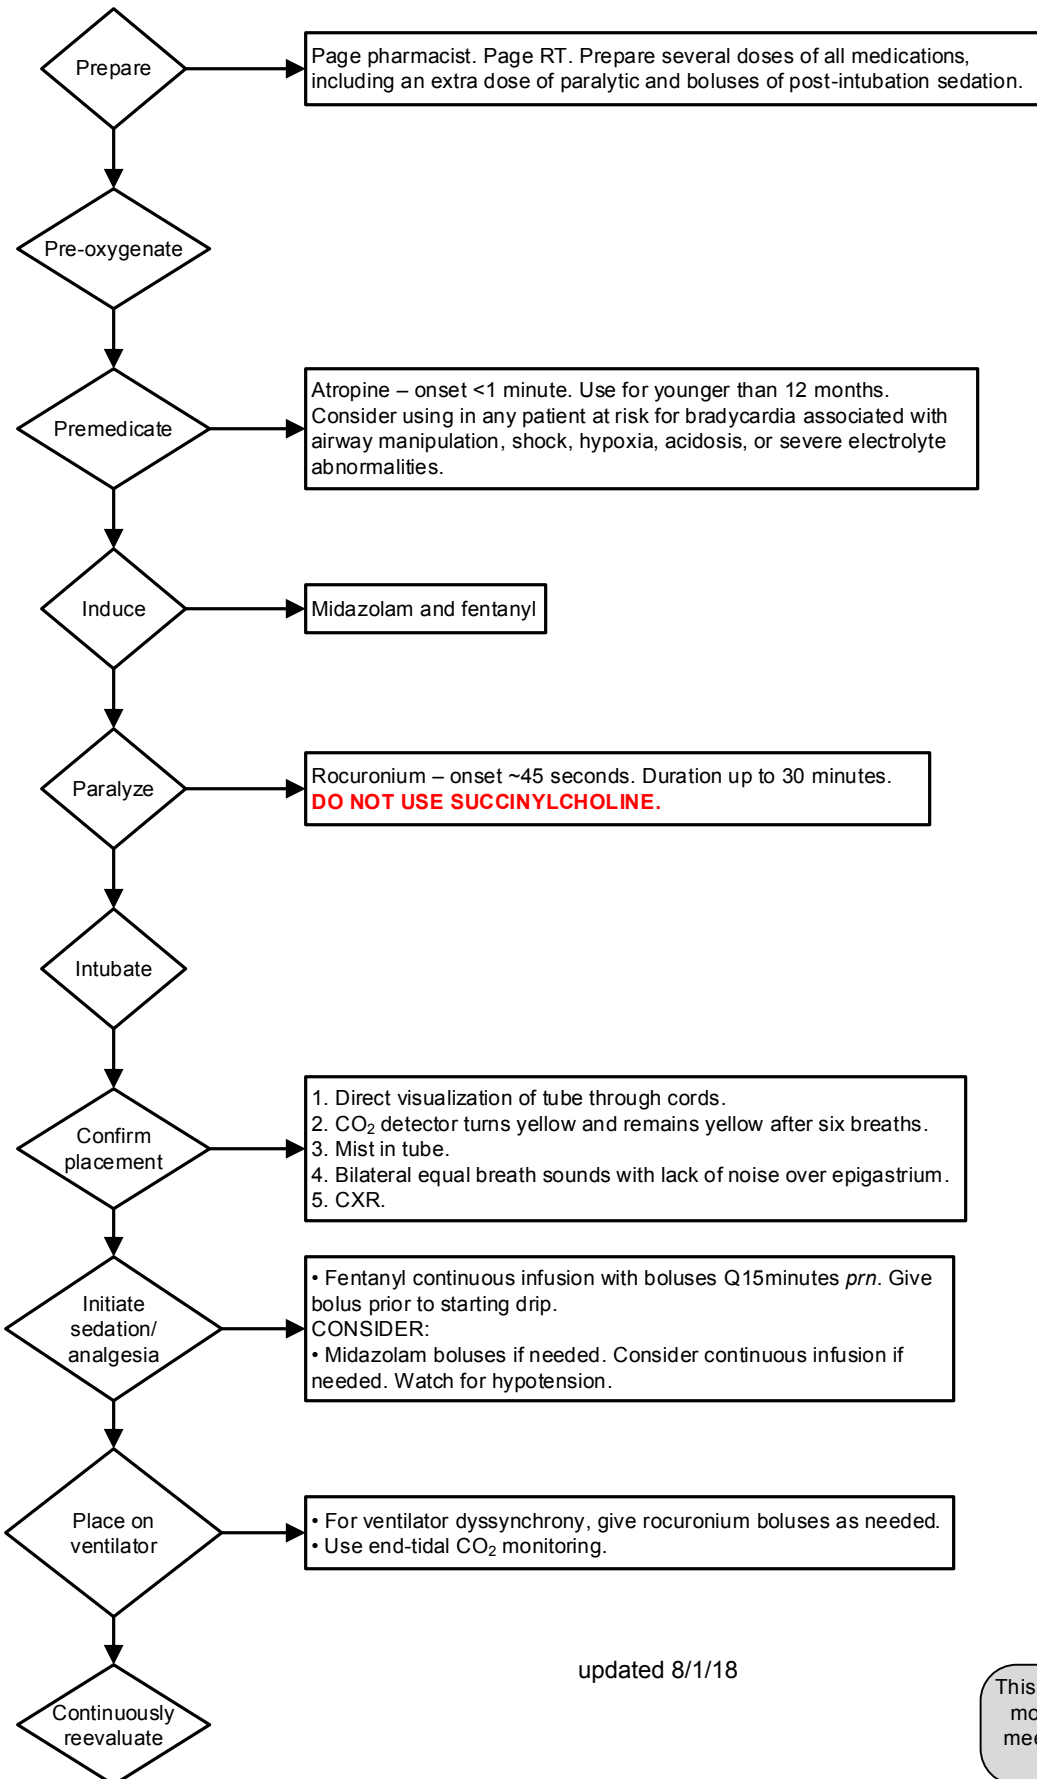 Prepare
Page pharmacist. Page RT. Prepare several doses of all medications,
including an extra dose of paralytic and boluses of post-intubation sedation.
Pre-oxygenate
Premedicate
Atropine – onset <1 minute. Use for younger than 12 months.
Consider using in any patient at risk for bradycardia associated with
airway manipulation, shock, hypoxia, acidosis, or severe electrolyte
abnormalities.
Induce
Midazolam and fentanyl
Paralyze
Rocuronium – onset ~45 seconds. Duration up to 30 minutes.
DO NOT USE SUCCINYLCHOLINE.
Intubate
Confirm
placement
1. Direct visualization of tube through cords.
2. CO₂ detector turns yellow and remains yellow after six breaths.
3. Mist in tube.
4. Bilateral equal breath sounds with lack of noise over epigastrium.
5. CXR.
Initiate
sedation/
analgesia
• Fentanyl continuous infusion with boluses Q15minutes prn. Give
bolus prior to starting drip.
CONSIDER:
• Midazolam boluses if needed. Consider continuous infusion if
needed. Watch for hypotension.
Place on
ventilator
• For ventilator dyssynchrony, give rocuronium boluses as needed.
• Use end-tidal CO₂ monitoring.
updated 8/1/18
Continuously
reevaluate
This